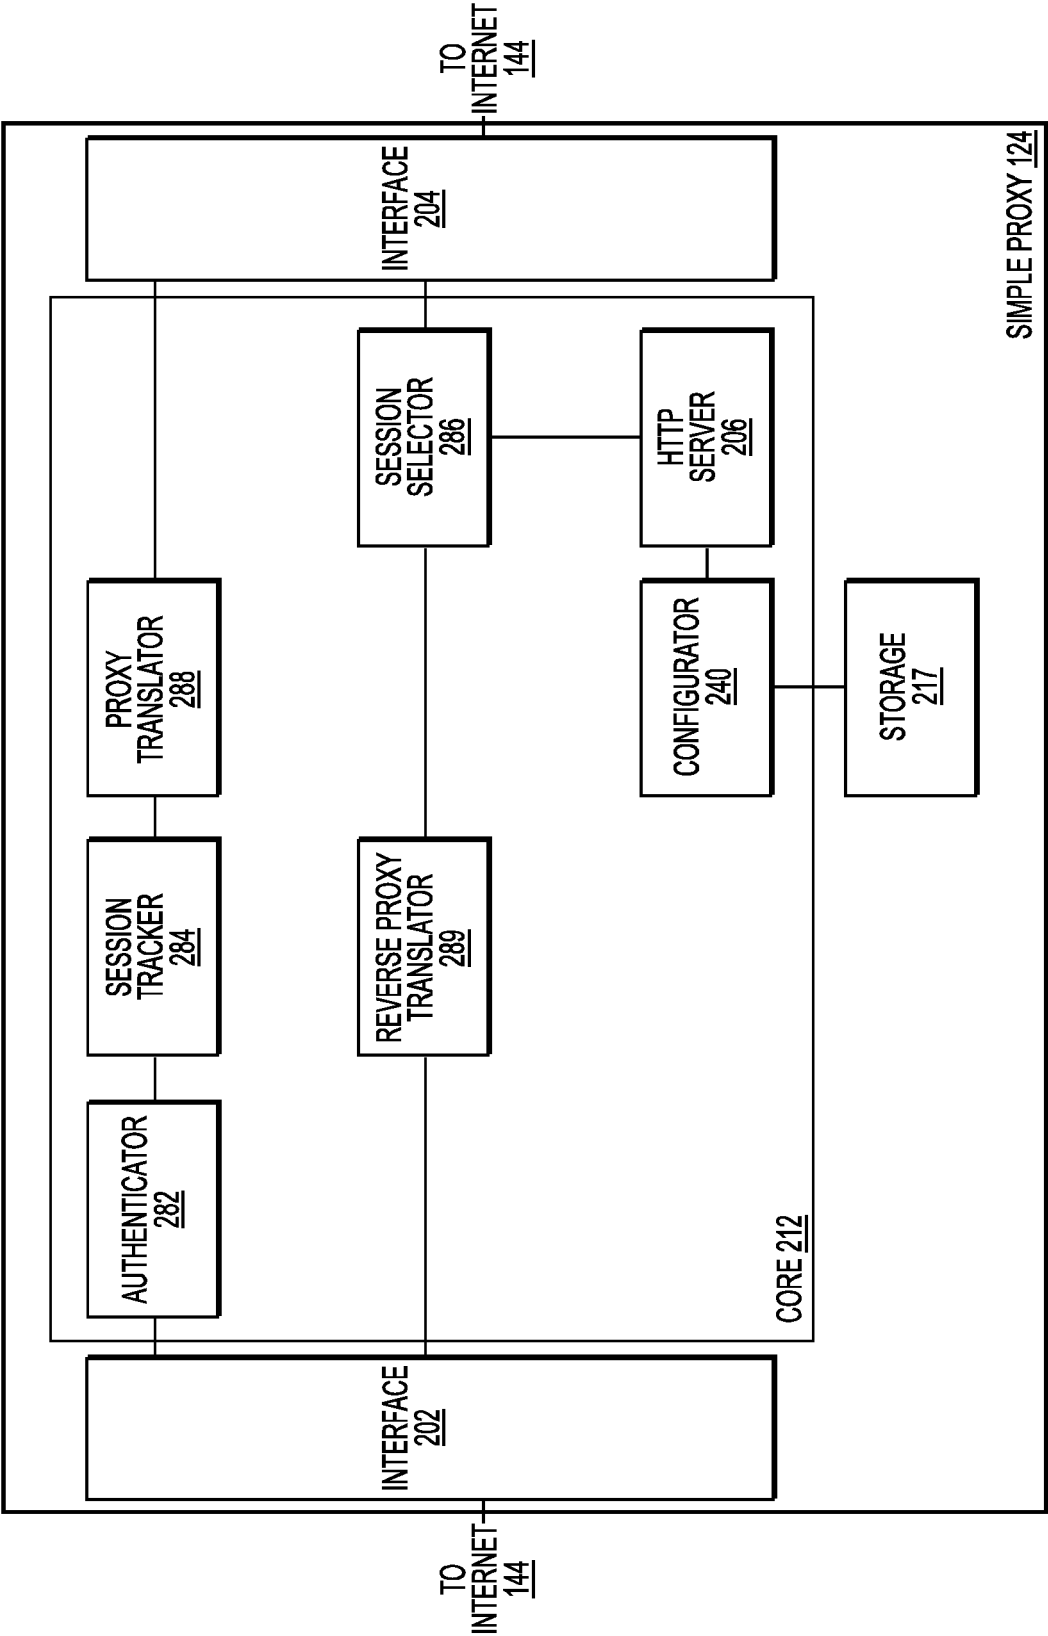 TO
INTERNET
144
INTERFACE
202
AUTHENTICATOR
282
SESSION
TRACKER
284
PROXY
TRANSLATOR
288
REVERSE PROXY
TRANSLATOR
289
SESSION
SELECTOR
286
CONFIGURATOR
240
HTTP
SERVER
206
CORE 212
STORAGE
217
INTERFACE
204
TO
INTERNET
144
SIMPLE PROXY 124